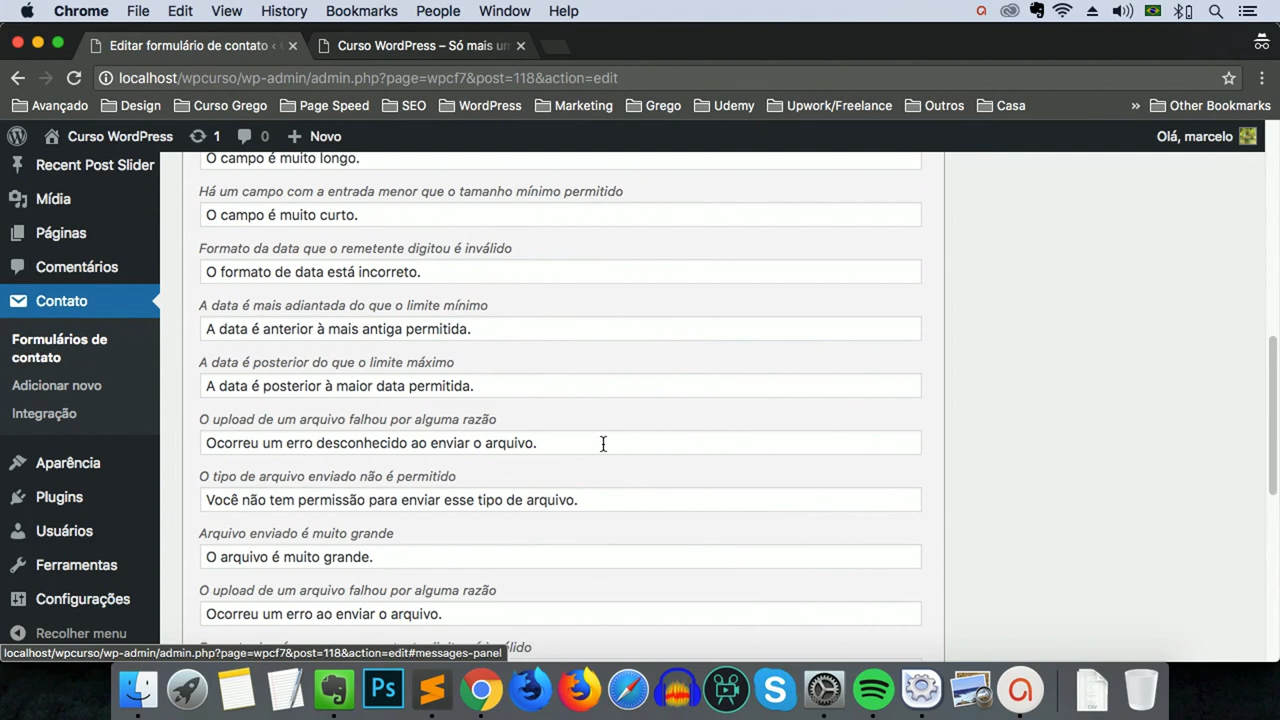 Chrome File Edit View History Bookmarks People Window Help
Editar formulário de contato ‹
Curso WordPress – Só mais um
localhost/wpcurso/wp-admin/admin.php?page=wpcf7&post=118&action=edit
Avançado Design Curso Grego Page Speed SEO WordPress Marketing Grego Udemy Upwork/Freelance Outros Casa » Other Bookmarks
Curso WordPress 1 0 Novo Olá, marcelo
Recent Post Slider
Mídia
Páginas
Comentários
Contato
Formulários de
contato
Adicionar novo
Integração
Aparência
Plugins
Usuários
Ferramentas
Configurações
Recolher menu
O campo é muito longo.
Há um campo com a entrada menor que o tamanho mínimo permitido
O campo é muito curto.
Formato da data que o remetente digitou é inválido
O formato de data está incorreto.
A data é mais adiantada do que o limite mínimo
A data é anterior à mais antiga permitida.
A data é posterior do que o limite máximo
A data é posterior à maior data permitida.
O upload de um arquivo falhou por alguma razão
Ocorreu um erro desconhecido ao enviar o arquivo.
O tipo de arquivo enviado não é permitido
Você não tem permissão para enviar esse tipo de arquivo.
Arquivo enviado é muito grande
O arquivo é muito grande.
O upload de um arquivo falhou por alguma razão
Ocorreu um erro ao enviar o arquivo.
localhost/wpcurso/wp-admin/admin.php?page=wpcf7&post=118&action=edit#messages-panel
Ps